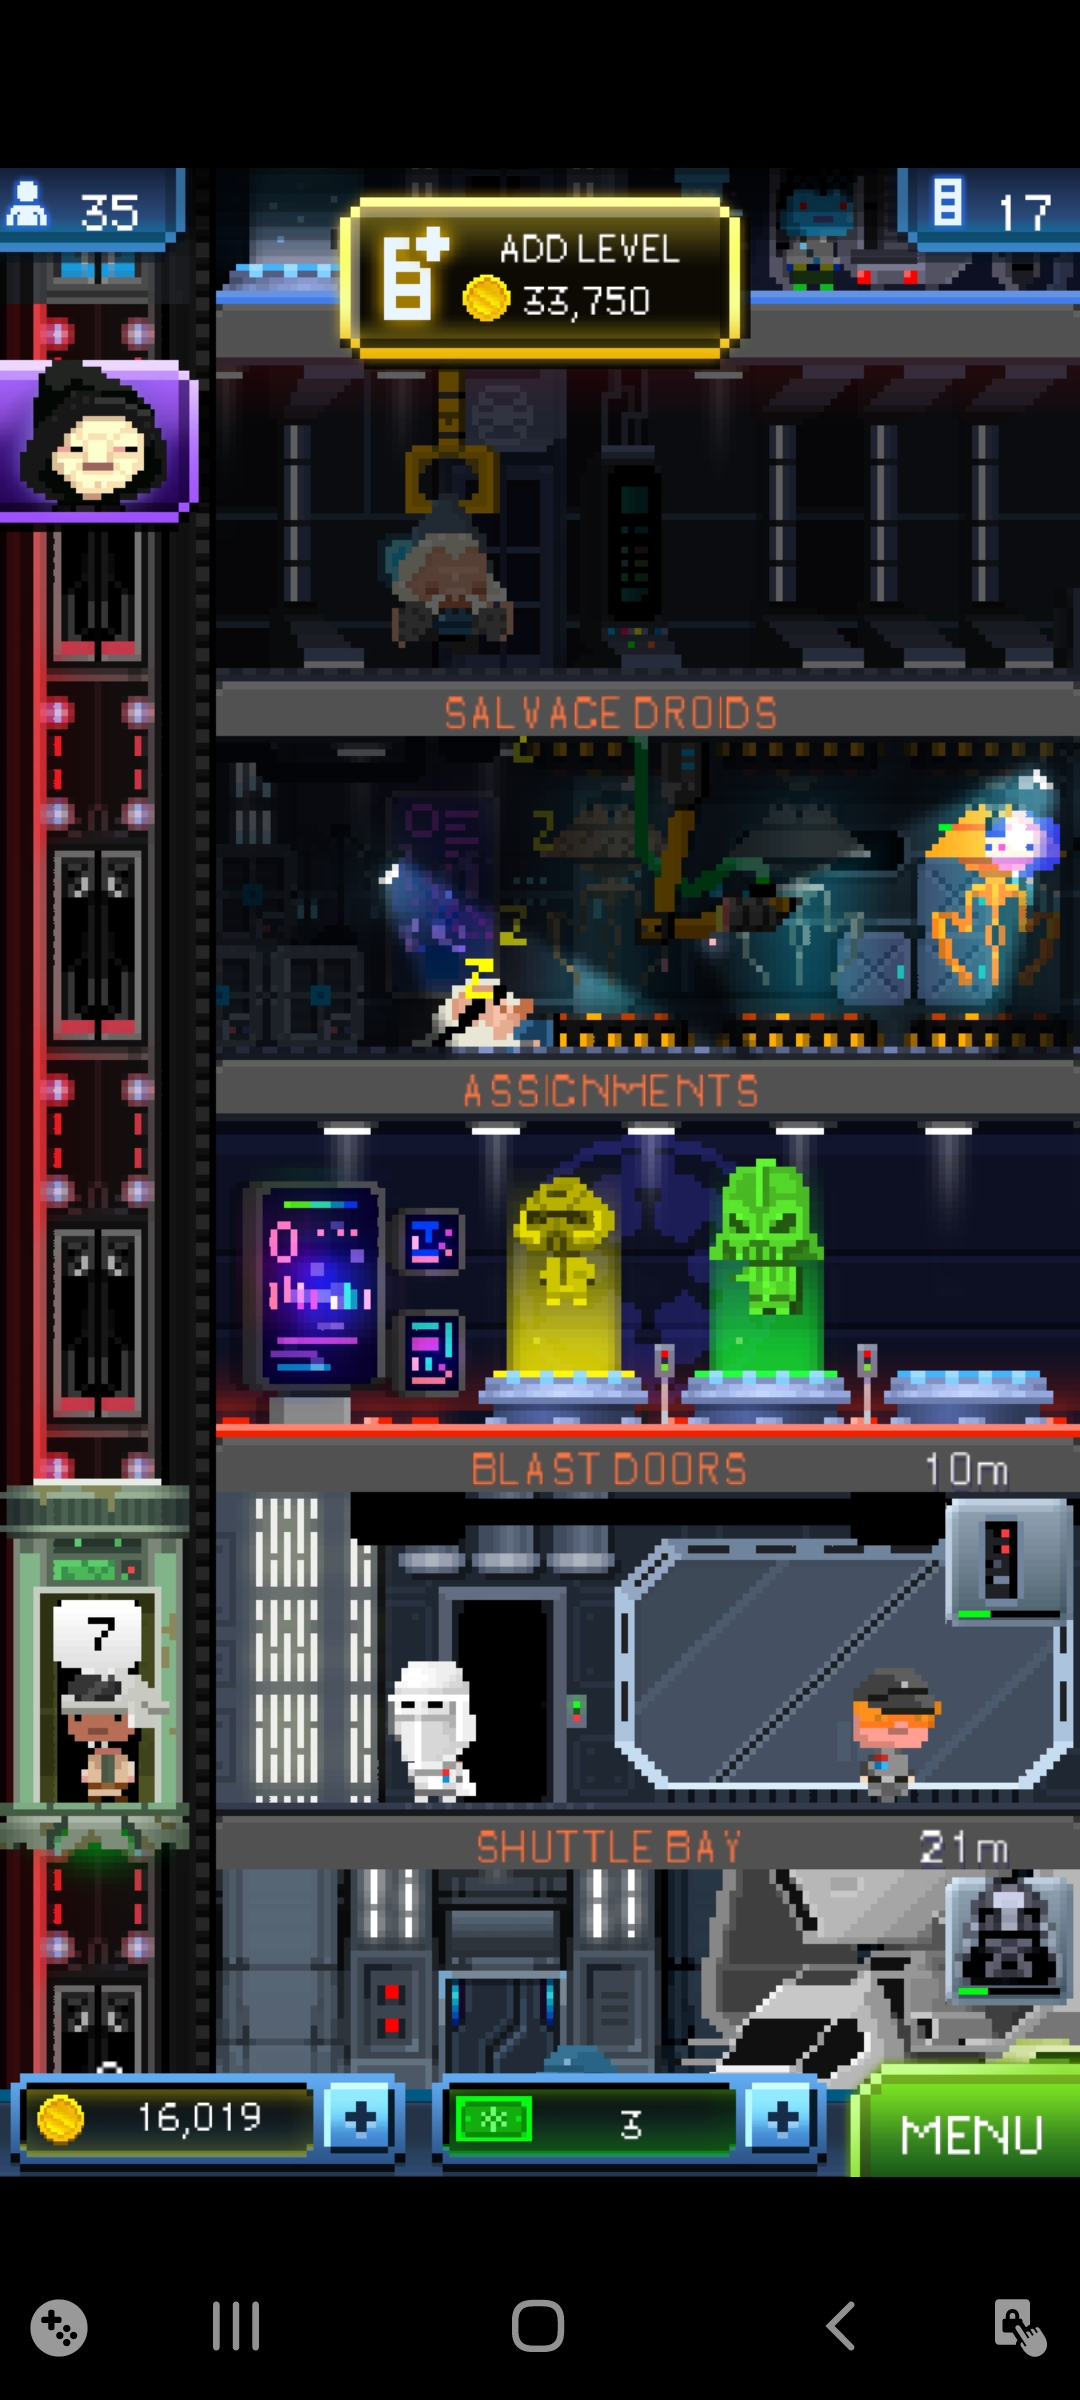 35
17
ADD LEVEL
33,750
SALVAGE DROIDS
Z
Z
Z
Z
ASSIGNMENTS
BLAST DOORS 10m
7
SHUTTLE BAY 21m
16,019
3
MENU